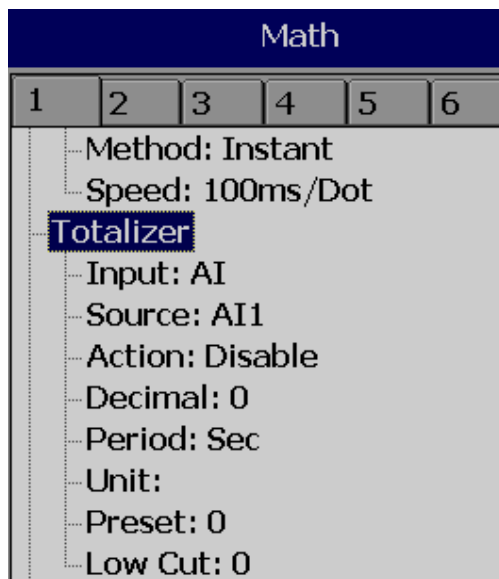 Math
1 2 3 4 5 6
Method: Instant
Speed: 100ms/Dot
Totalizer
Input: AI
Source: AI1
Action: Disable
Decimal: 0
Period: Sec
Unit:
Preset: 0
Low Cut: 0